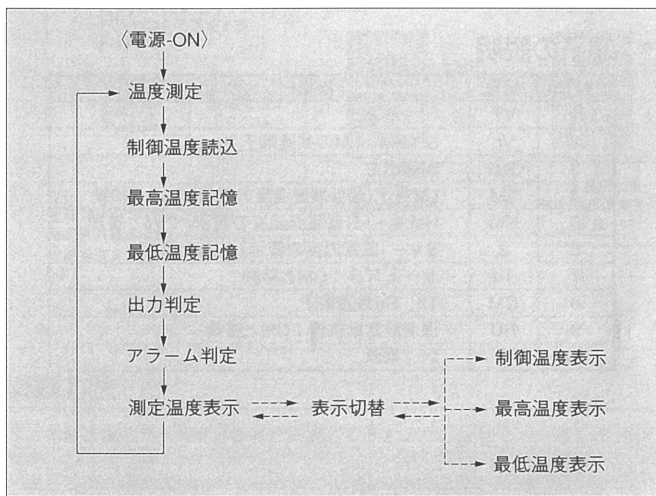 〈電源-ON〉
温度測定
制御温度読込
最高温度記憶
最低温度記憶
出力判定
アラーム判定
測定温度表示
表示切替
制御温度表示
最高温度表示
最低温度表示